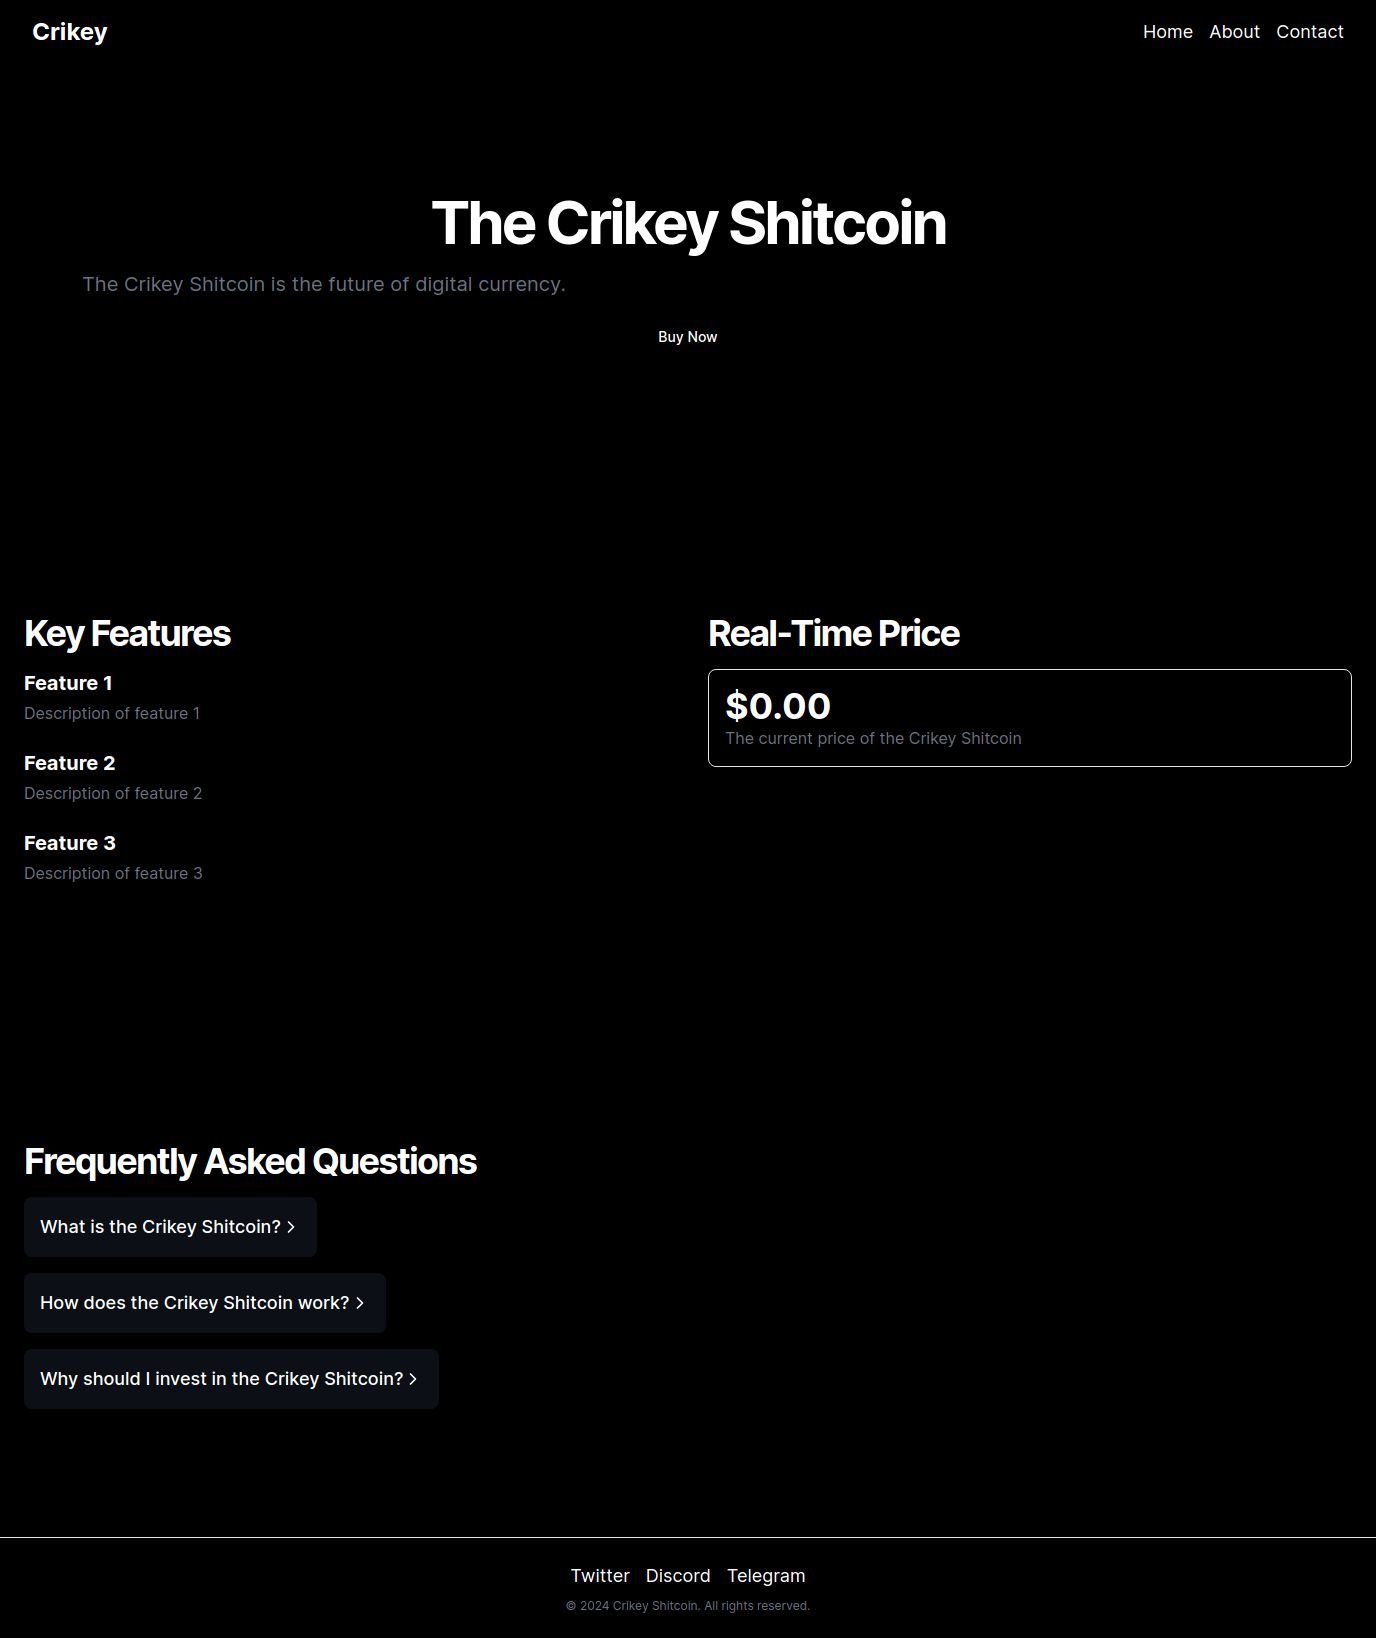 Crikey
Home About Contact
The Crikey Shitcoin
The Crikey Shitcoin is the future of digital currency.
Buy Now
Key Features
Feature 1
Description of feature 1
Feature 2
Description of feature 2
Feature 3
Description of feature 3
Real-Time Price
$0.00
The current price of the Crikey Shitcoin
Frequently Asked Questions
What is the Crikey Shitcoin?
How does the Crikey Shitcoin work?
Why should I invest in the Crikey Shitcoin?
Twitter Discord Telegram
© 2024 Crikey Shitcoin. All rights reserved.